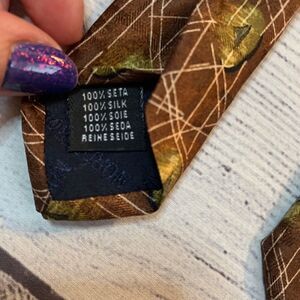 100% SETA
100% SILK
100% SOIE
100% SEDA
REINE SEIDE